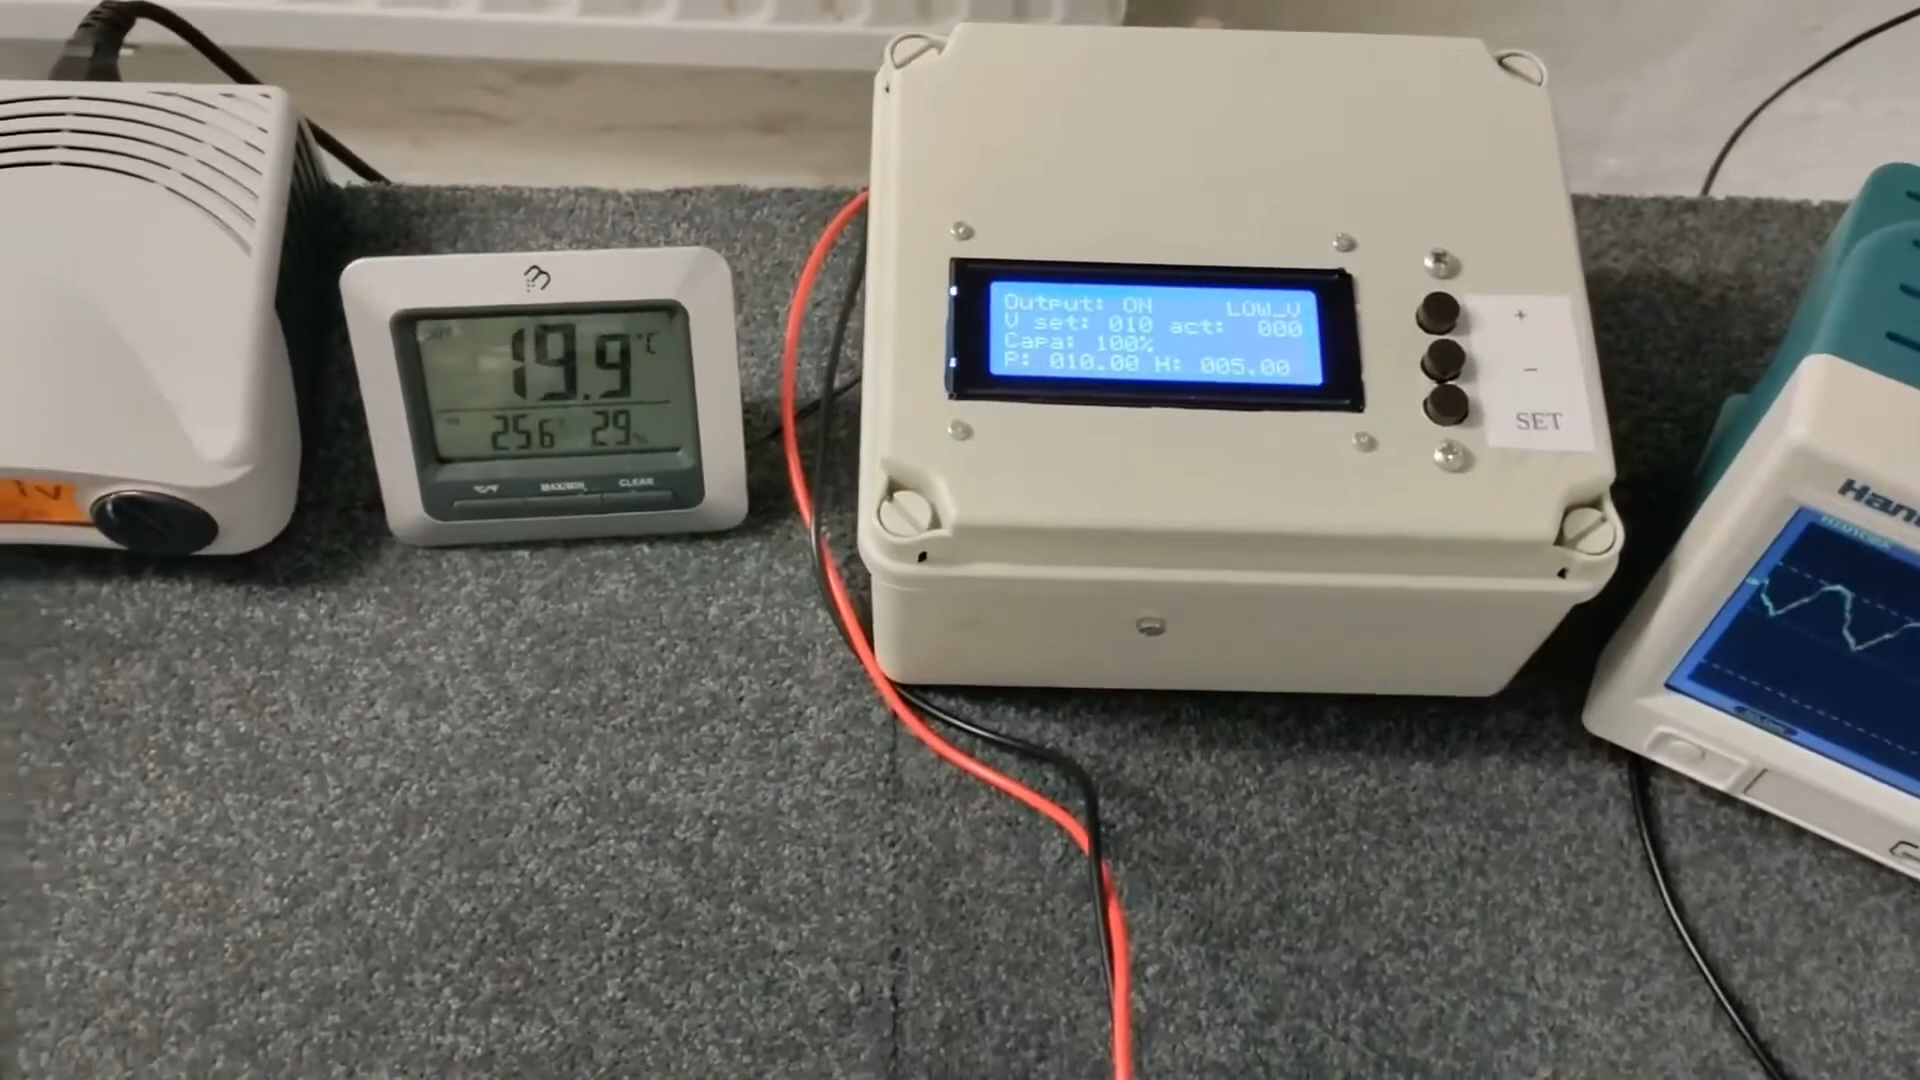 1V
19.9 °C
25.6° 29%
°C/°F MAX/MIN CLEAR
Output: ON LOW_V
V set: 010 act: 000
Capa: 100%
P: 010.00 H: 005.00
+
−
SET
Han